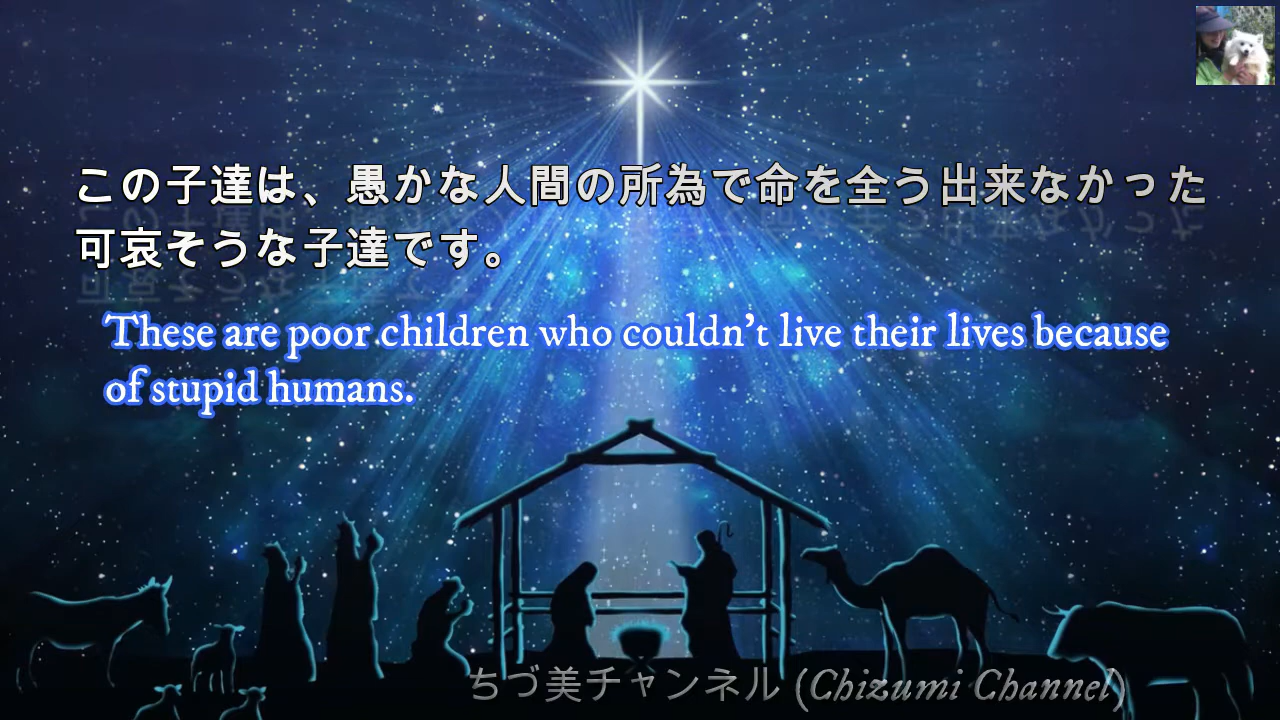 この子達は、愚かな人間の所為で命を全う出来なかった
可哀そうな子達です。
These are poor children who couldn't live their lives because
of stupid humans.
ちづ美チャンネル (Chizumi Channel)